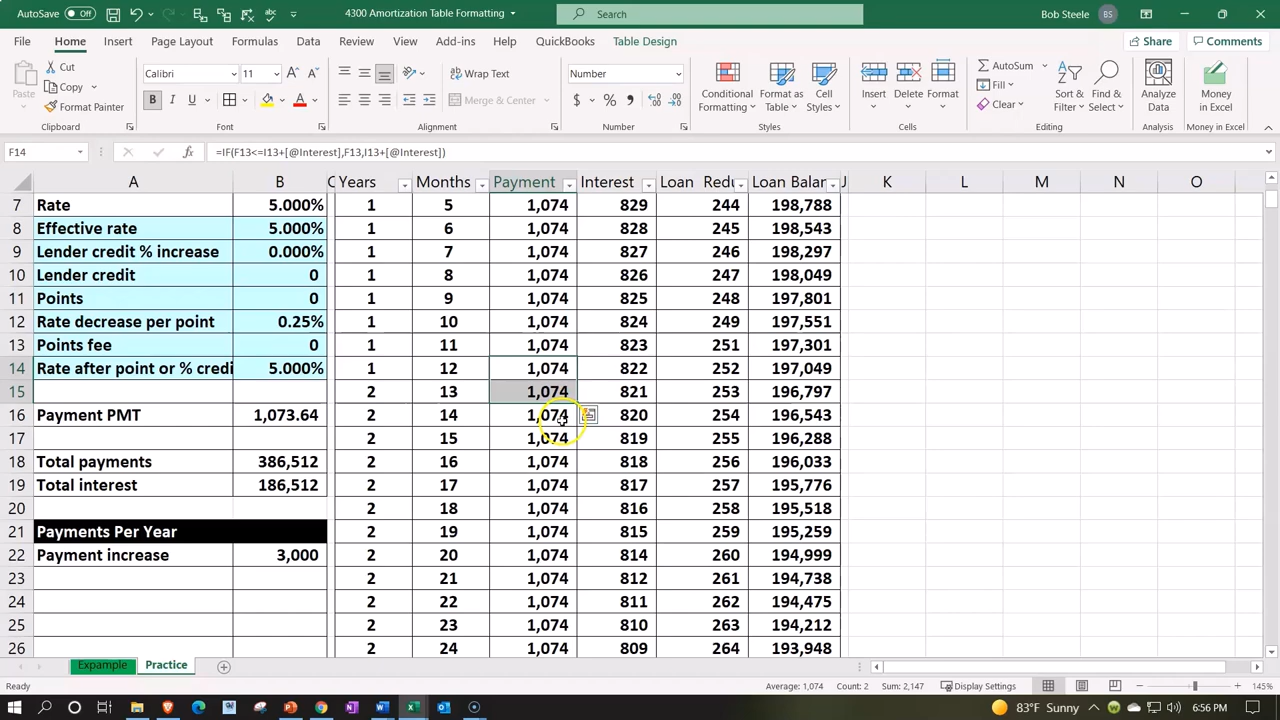 AutoSave Off 4300 Amortization Table Formatting Search Bob Steele BS
File Home Insert Page Layout Formulas Data Review View Add-ins Help QuickBooks Table Design Share Comments
Paste Cut Copy Format Painter Calibri 11 Wrap Text Merge & Center Number Conditional Formatting Format as Table Cell Styles Insert Delete Format AutoSum Fill Clear Sort & Filter Find & Select Analyze Data Money in Excel
Clipboard Font Alignment Number Styles Cells Editing Analysis Money in Excel
F14 =IF(F13<=I13+[@Interest],F13,I13+[@Interest])
A B C Years Months Payment Interest Loan Redu Loan Balan J K L M N O
7 Rate 5.000% 1 5 1,074 829 244 198,788
8 Effective rate 5.000% 1 6 1,074 828 245 198,543
9 Lender credit % increase 0.000% 1 7 1,074 827 246 198,297
10 Lender credit 0 1 8 1,074 826 247 198,049
11 Points 0 1 9 1,074 825 248 197,801
12 Rate decrease per point 0.25% 1 10 1,074 824 249 197,551
13 Points fee 0 1 11 1,074 823 251 197,301
14 Rate after point or % credi 5.000% 1 12 1,074 822 252 197,049
15 2 13 1,074 821 253 196,797
16 Payment PMT 1,073.64 2 14 1,074 820 254 196,543
17 2 15 1,074 819 255 196,288
18 Total payments 386,512 2 16 1,074 818 256 196,033
19 Total interest 186,512 2 17 1,074 817 257 195,776
20 2 18 1,074 816 258 195,518
21 Payments Per Year 2 19 1,074 815 259 195,259
22 Payment increase 3,000 2 20 1,074 814 260 194,999
23 2 21 1,074 812 261 194,738
24 2 22 1,074 811 262 194,475
25 2 23 1,074 810 263 194,212
26 2 24 1,074 809 264 193,948
Expample Practice
Ready Average: 1,074 Count: 2 Sum: 2,147 Display Settings 145%
83°F Sunny 6:56 PM